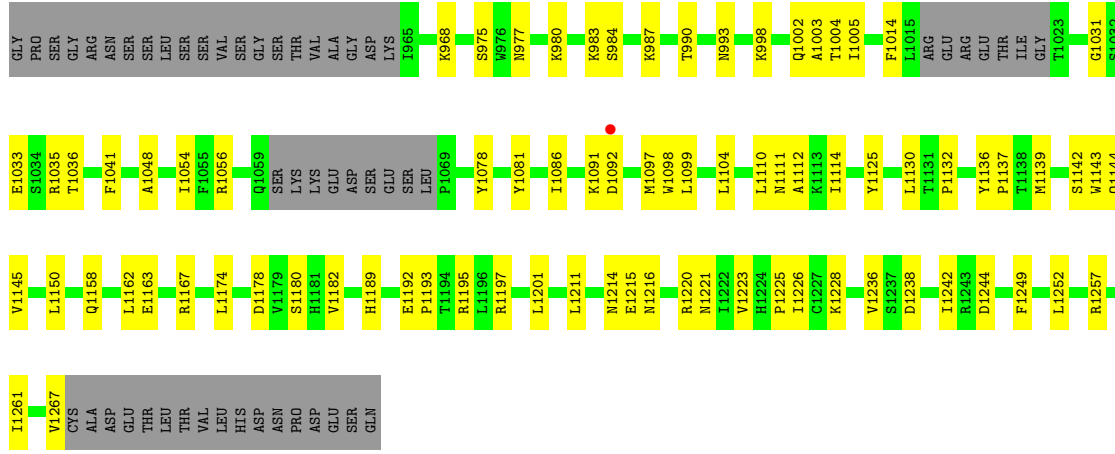 GLY PRO SER GLY ARG ASN SER SER LEU SER SER VAL SER GLY SER THR VAL ALA GLY ASP LYS I965 K968 S975 W976 N977 K980 K983 S984 K987 T990 N993 K998 Q1002 A1003 T1004 I1005 F1014 L1015 ARG GLU ARG GLU THR ILE GLY T1023 G1031 S1032
E1033 S1034 R1035 T1036 F1041 A1048 I1054 F1055 R1056 Q1059 SER LYS LYS GLU ASP SER GLU SER LEU P1069 Y1078 Y1081 I1086 K1091 D1092 M1097 W1098 L1099 L1104 L1110 N1111 A1112 K1113 I1114 Y1125 L1130 T1131 P1132 Y1136 P1137 T1138 M1139 S1142 W1143 Q1144
V1145 L1150 Q1158 L1162 E1163 R1167 L1174 D1178 V1179 S1180 H1181 V1182 H1189 E1192 P1193 T1194 R1195 L1196 R1197 L1201 L1211 N1214 E1215 N1216 R1220 N1221 I1222 V1223 H1224 P1225 I1226 C1227 K1228 V1236 S1237 D1238 I1242 R1243 D1244 F1249 L1252 R1257
I1261 V1267 CYS ALA ASP GLU THR LEU THR VAL LEU HIS ASP ASN PRO ASP GLU SER GLN